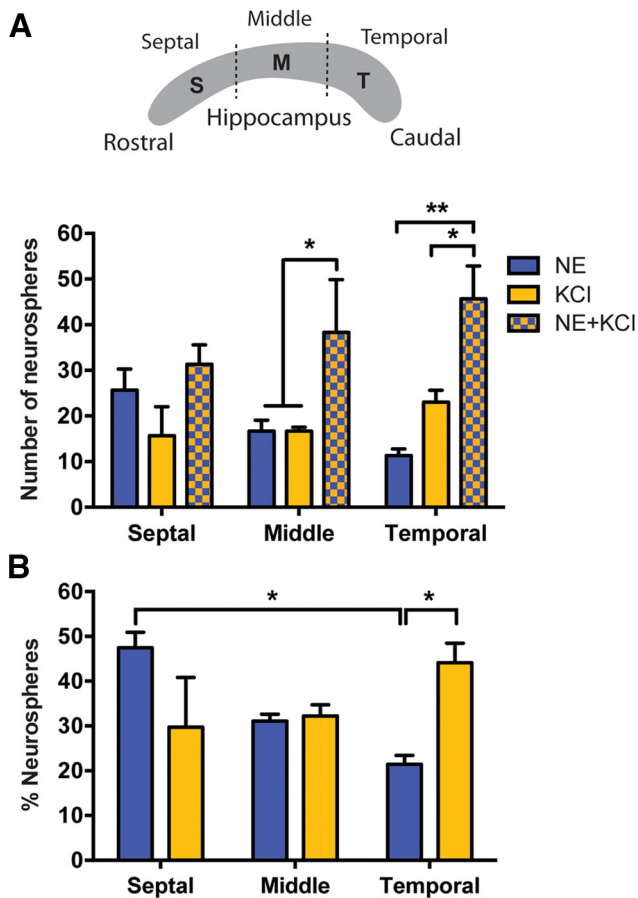 A
Middle
Septal
Temporal
S
M
T
Hippocampus
Rostral
Caudal
Number of neurospheres
60
50
40
30
20
10
0
*
**
*
NE
KCl
NE+KCl
Septal
Middle
Temporal
B
% Neurospheres
60
50
40
30
20
10
0
*
*
Septal
Middle
Temporal